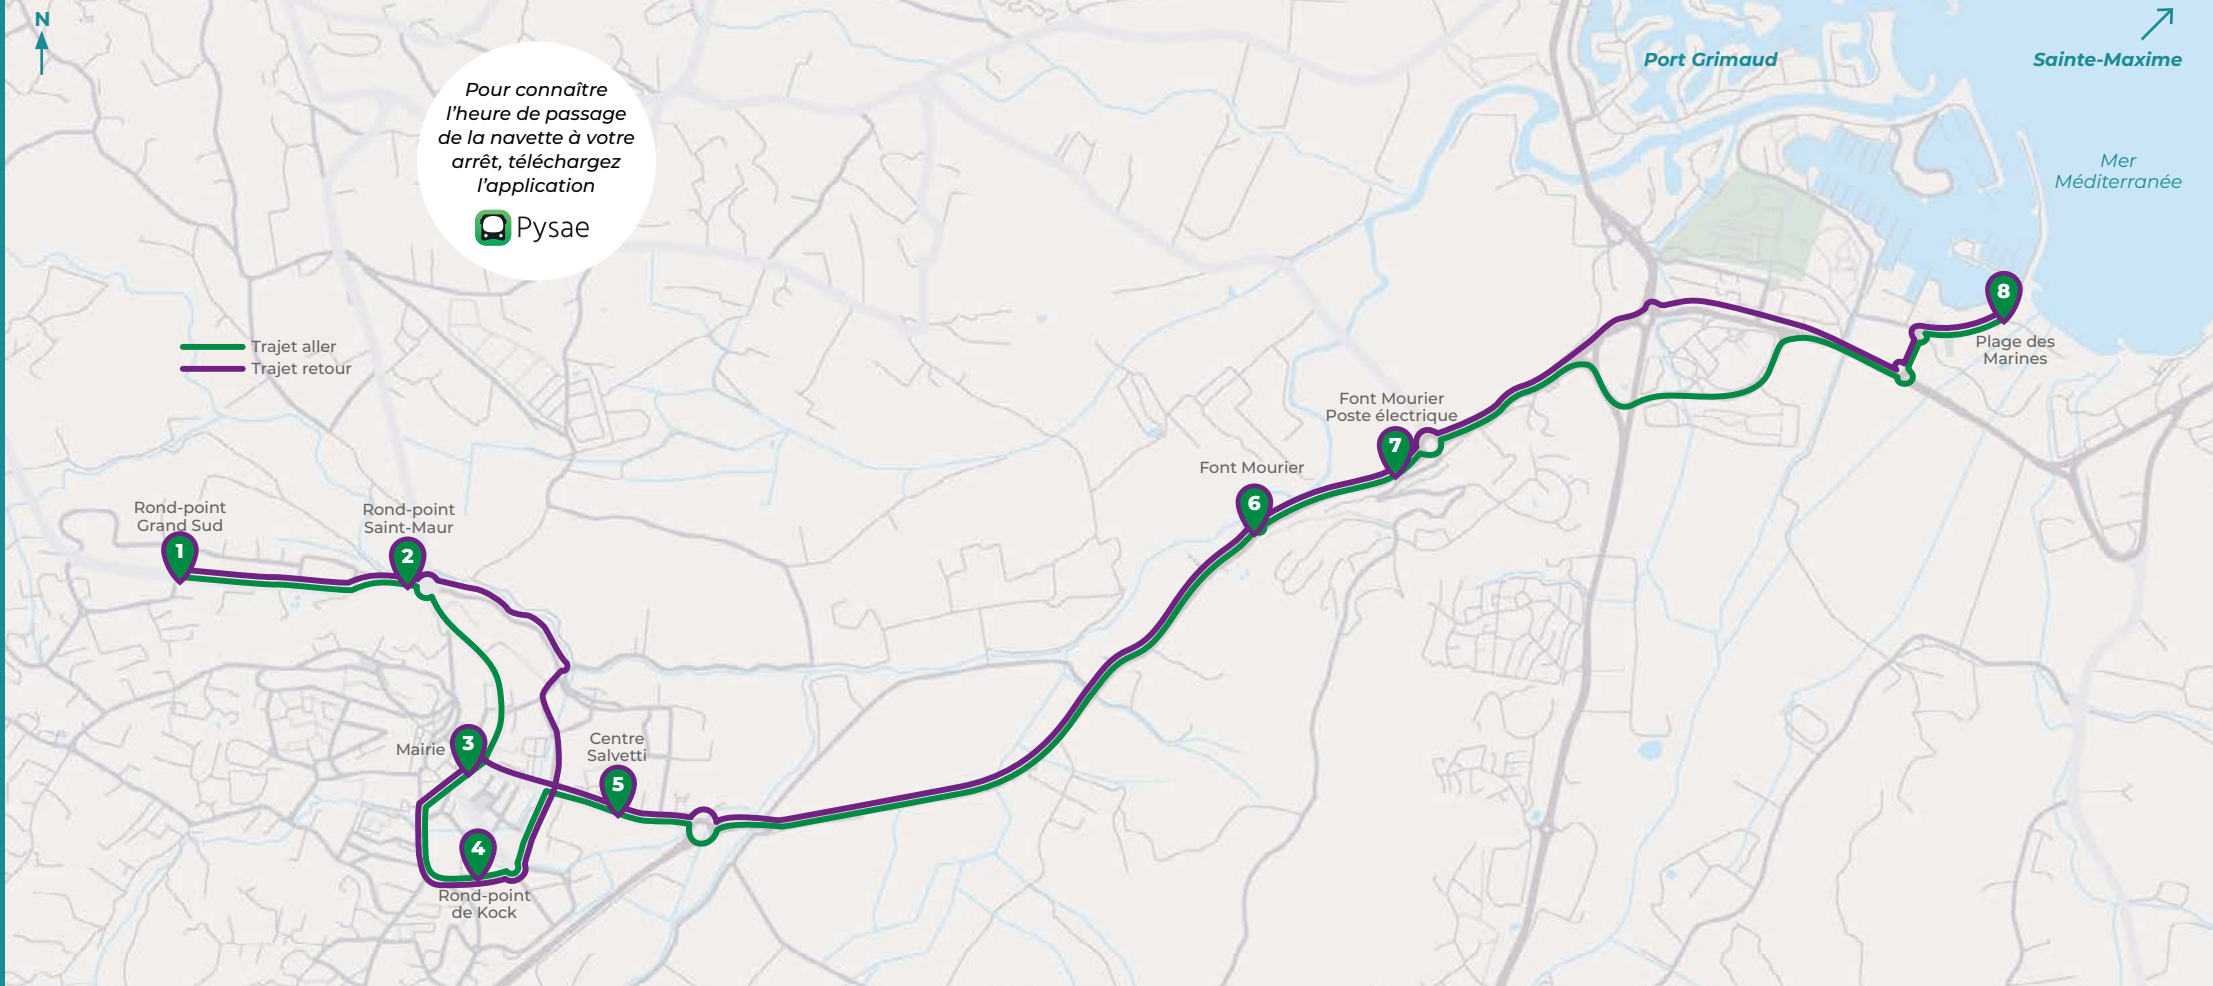 N
Pour connaître
l'heure de passage
de la navette à votre
arrêt, téléchargez
l'application
Pysae
Port Grimaud
Sainte-Maxime
Mer
Méditerranée
Trajet aller
Trajet retour
8
Plage des
Marines
Font Mourier
Poste électrique
7
Font Mourier
6
Rond-point
Grand Sud
1
Rond-point
Saint-Maur
2
Mairie
3
Centre
Salvetti
5
4
Rond-point
de Kock